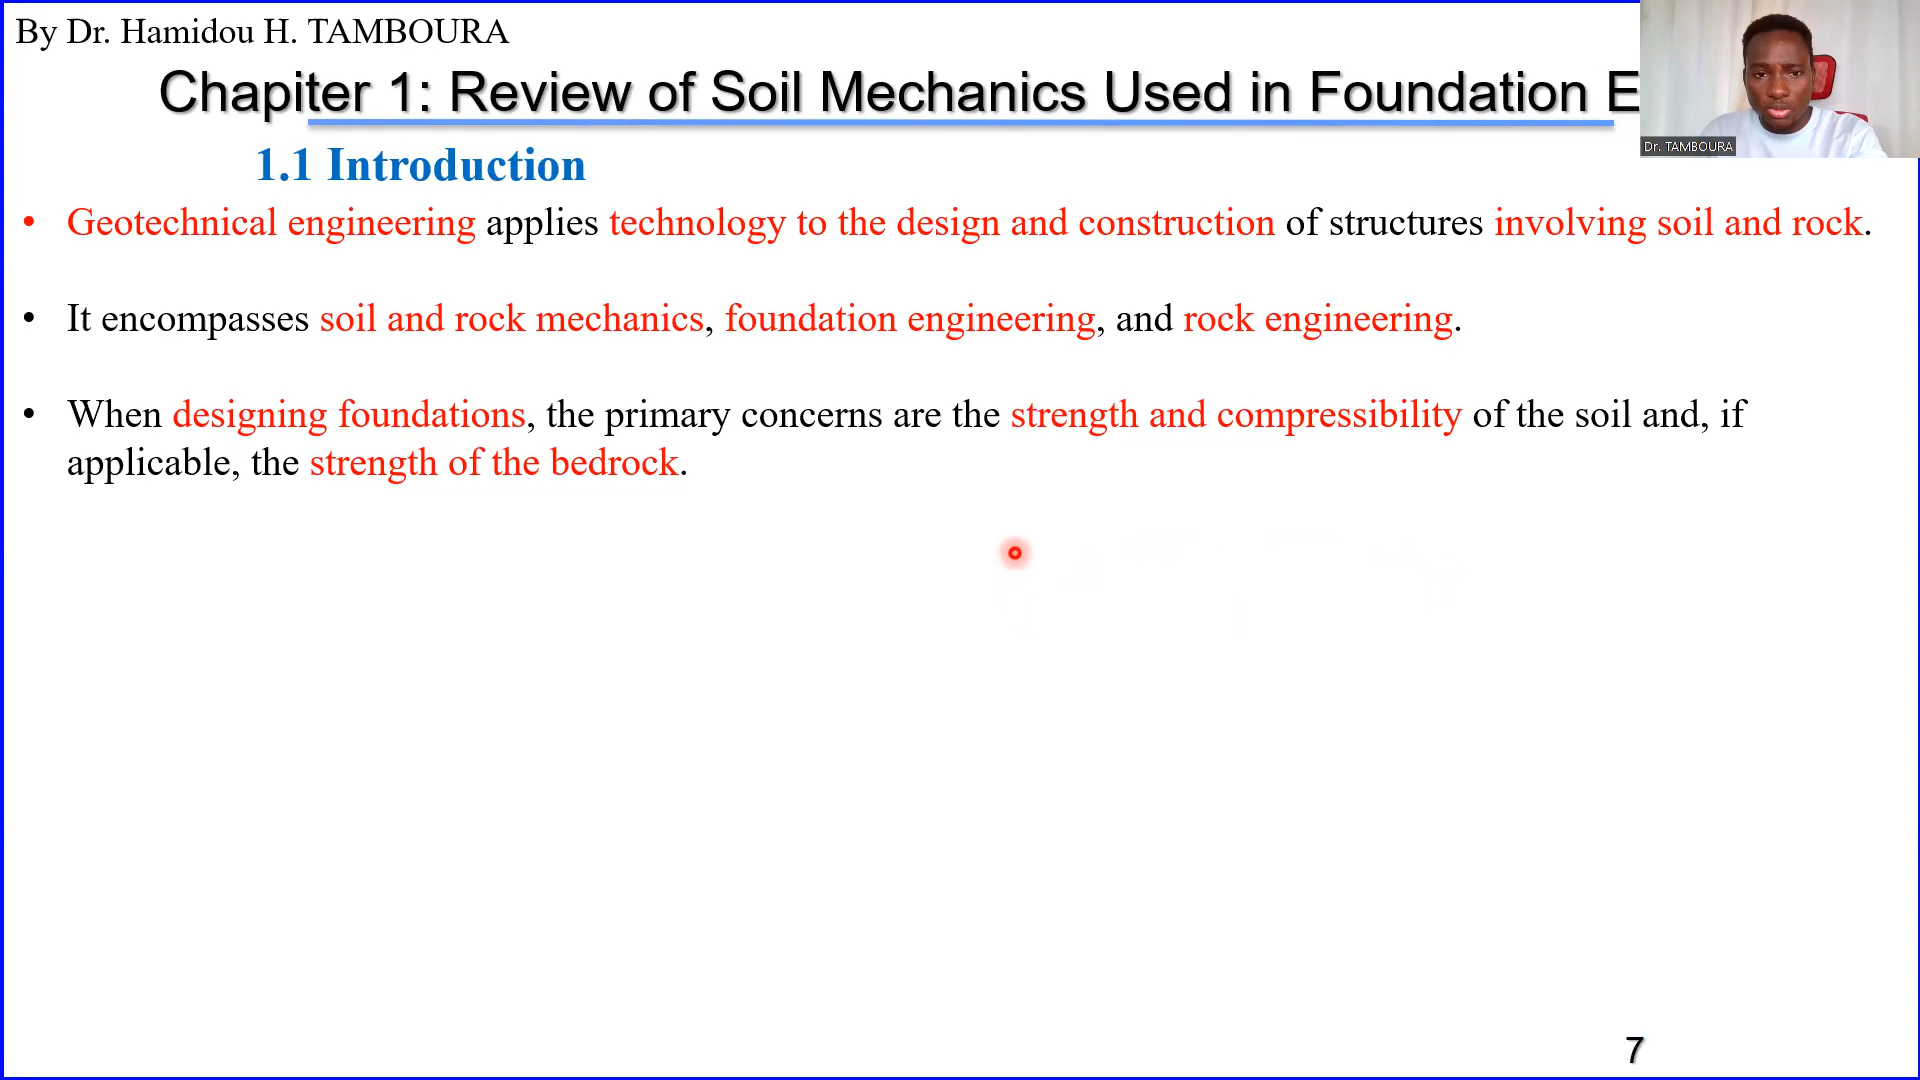 By Dr. Hamidou H. TAMBOURA
Chapiter 1: Review of Soil Mechanics Used in Foundation E
Dr. TAMBOURA
1.1 Introduction
• Geotechnical engineering applies technology to the design and construction of structures involving soil and rock.
• It encompasses soil and rock mechanics, foundation engineering, and rock engineering.
• When designing foundations, the primary concerns are the strength and compressibility of the soil and, if
applicable, the strength of the bedrock.
7